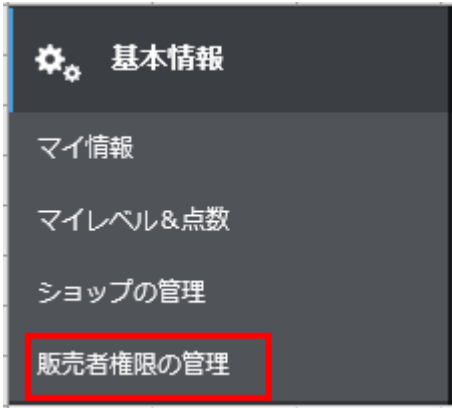 基本情報
マイ情報
マイレベル&点数
ショップの管理
販売者権限の管理